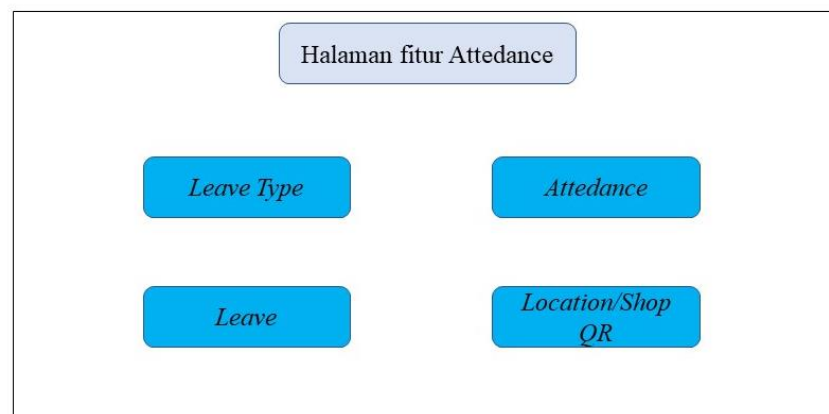 Halaman fitur Attedance
Leave Type
Attedance
Leave
Location/Shop
QR